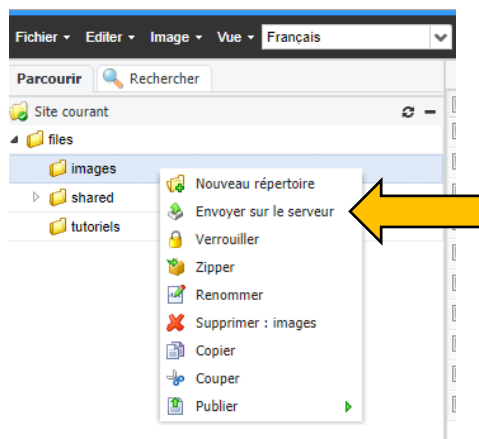 Fichier Editer Image Vue Français
Parcourir Rechercher
Site courant
files
images
shared
tutoriels
Nouveau répertoire
Envoyer sur le serveur
Verrouiller
Zipper
Renommer
Supprimer : images
Copier
Couper
Publier